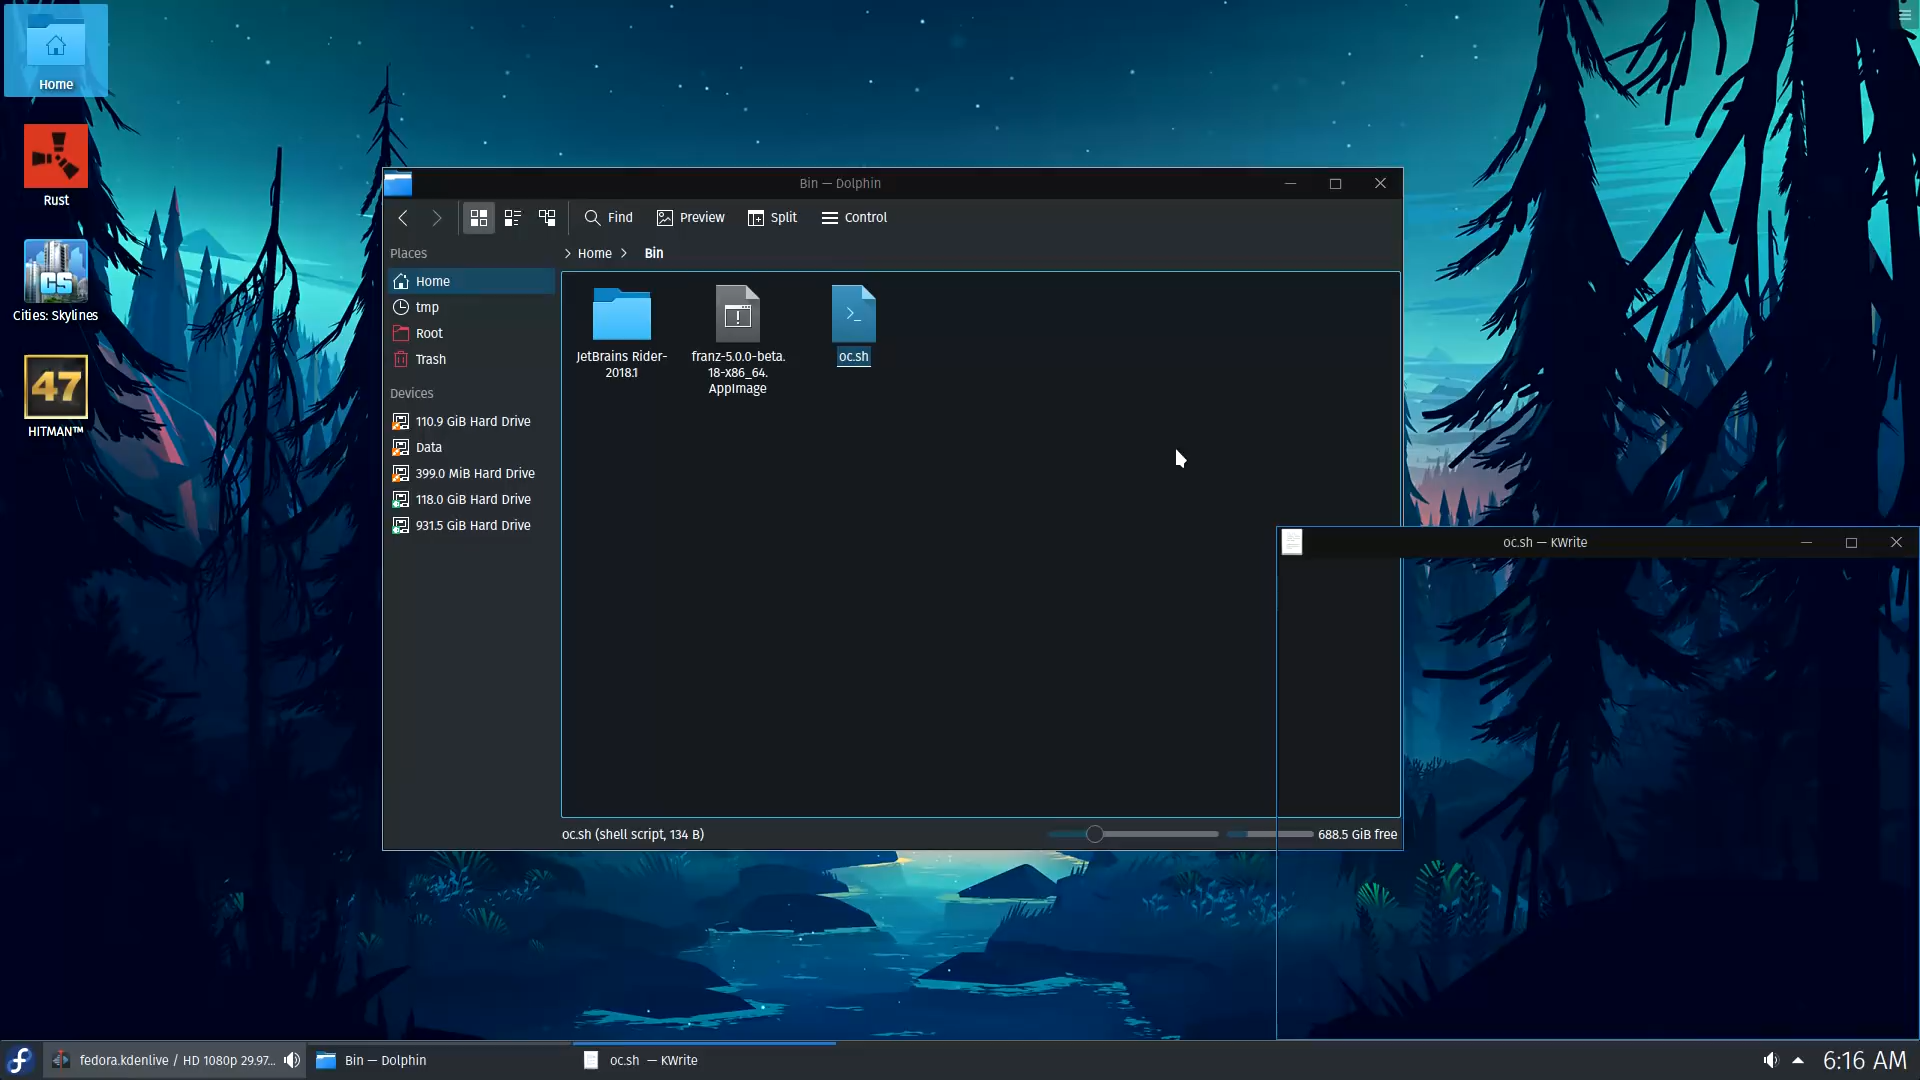 Home
Rust
Cities: Skylines
CS
47
HITMAN™
Bin — Dolphin
Find
Preview
Split
Control
Places
Home
tmp
Root
Trash
Devices
110.9 GiB Hard Drive
Data
399.0 MiB Hard Drive
118.0 GiB Hard Drive
931.5 GiB Hard Drive
> Home > Bin
JetBrains Rider-
2018.1
franz-5.0.0-beta.
18-x86_64.
AppImage
>_
oc.sh
oc.sh (shell script, 134 B)
688.5 GiB free
oc.sh — KWrite
fedora.kdenlive / HD 1080p 29.97...
Bin — Dolphin
oc.sh — KWrite
6:16 AM